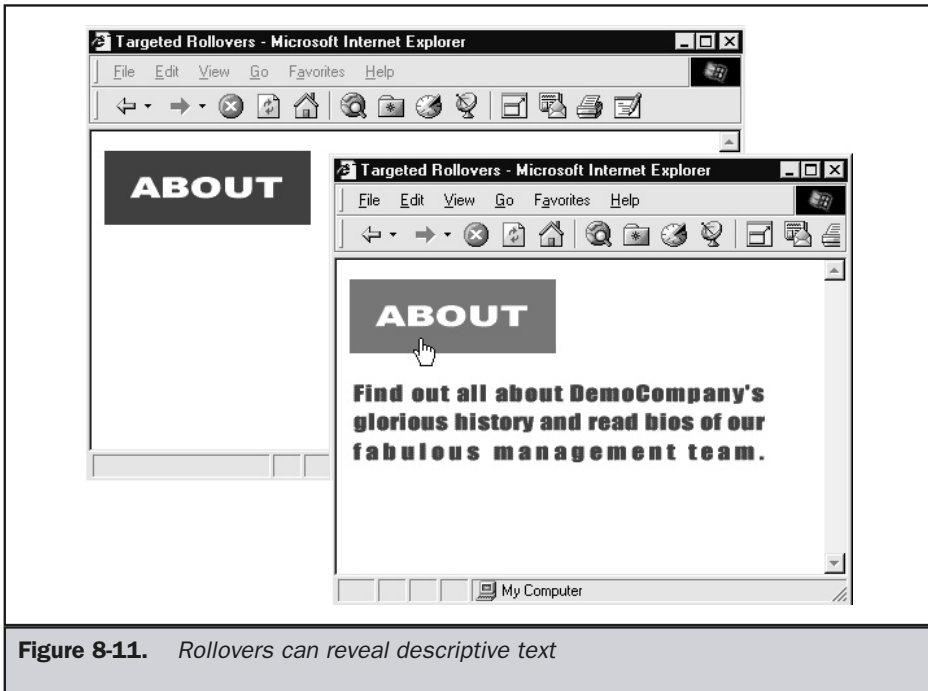 Targeted Rollovers - Microsoft Internet Explorer
File Edit View Go Favorites Help
ABOUT
Targeted Rollovers - Microsoft Internet Explorer
File Edit View Go Favorites Help
ABOUT
Find out all about DemoCompany's
glorious history and read bios of our
fabulous management team.
My Computer
Figure 8-11. Rollovers can reveal descriptive text